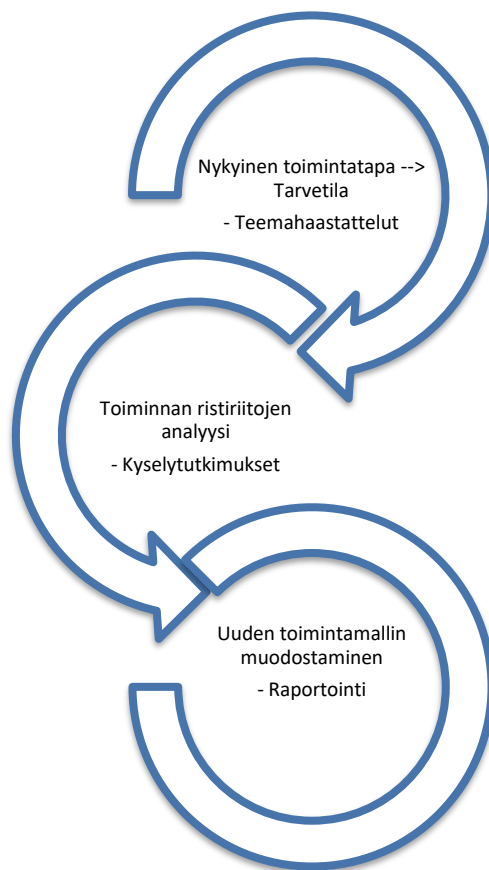 Nykyinen toimintatapa -->
Tarvetila
- Teemahaastattelut
Toiminnan ristiriitojen
analyysi
- Kyselytutkimukset
Uuden toimintamallin
muodostaminen
- Raportointi